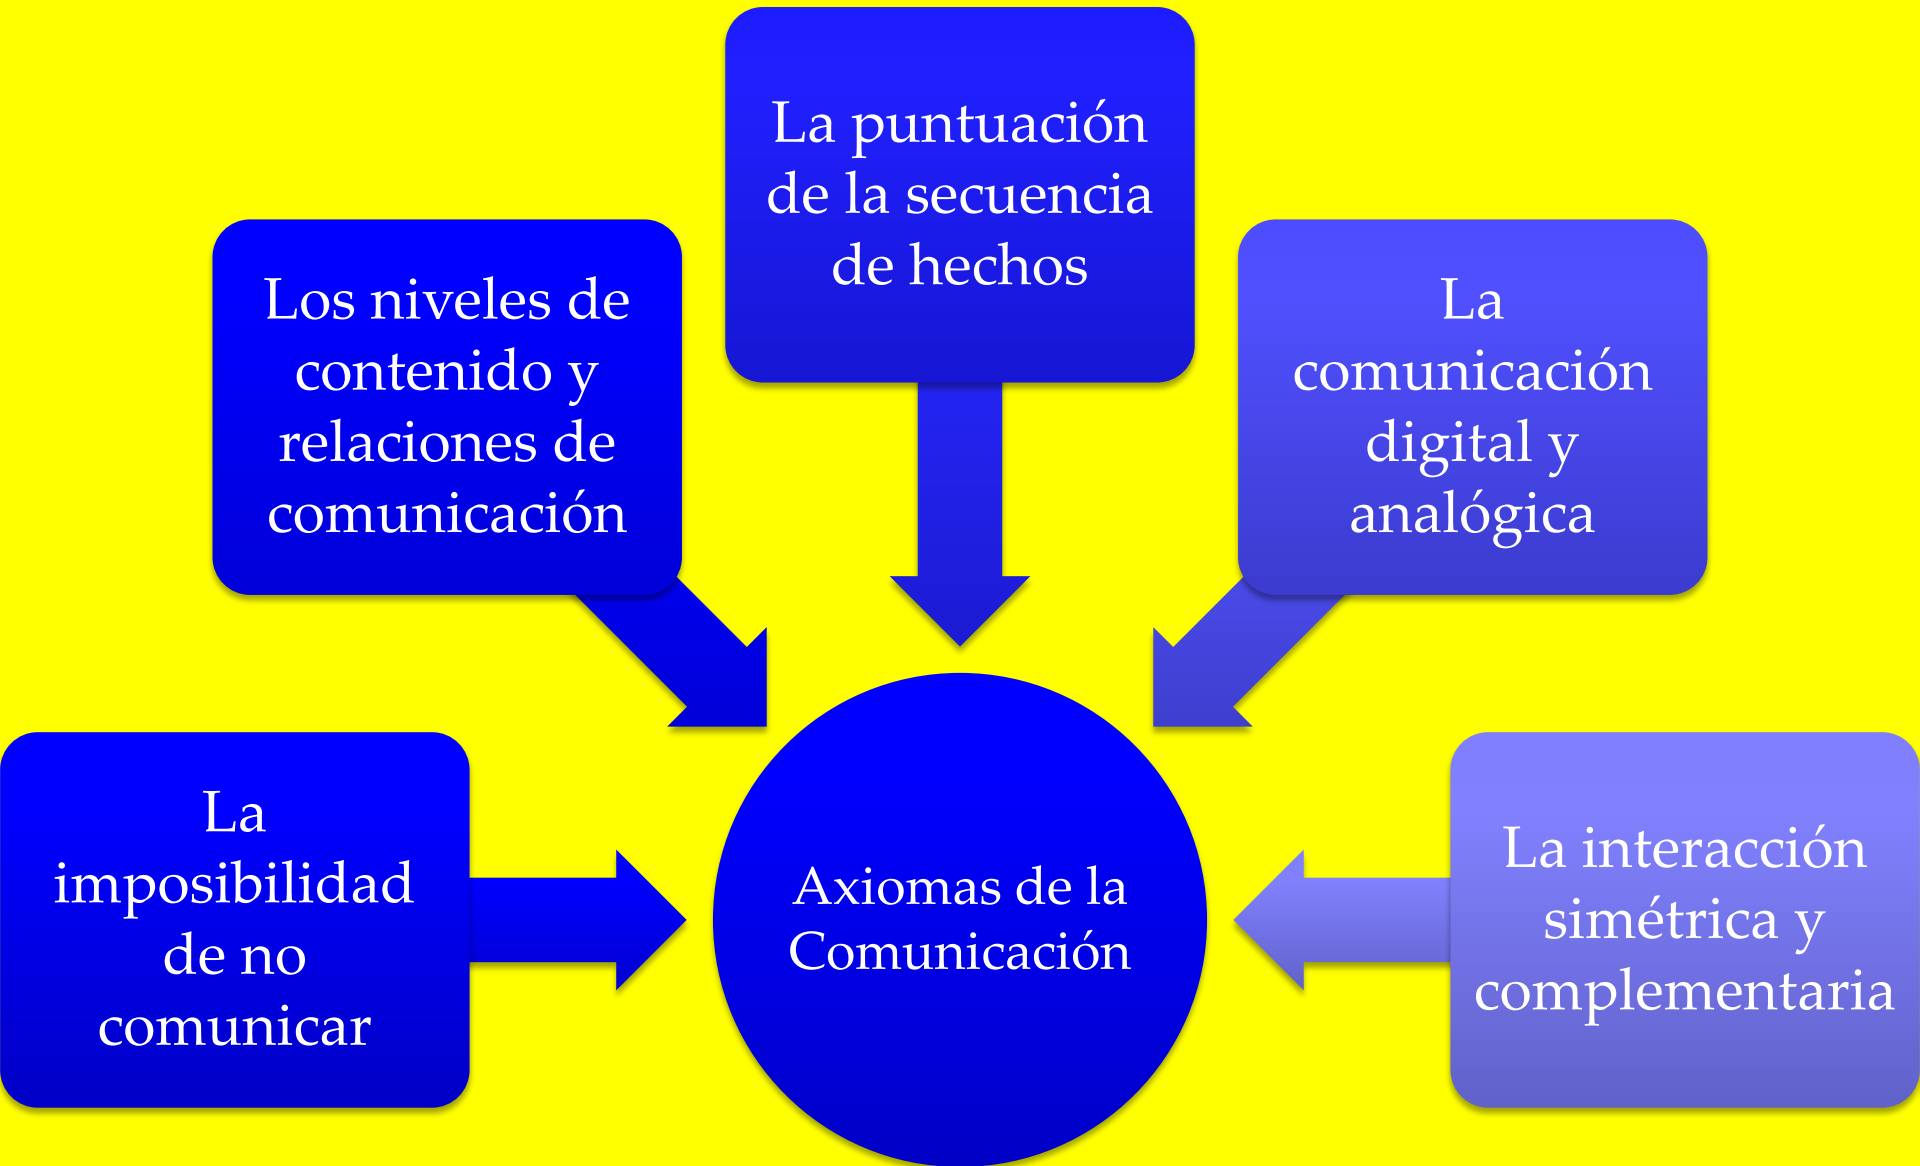 La puntuación
de la secuencia
de hechos
Los niveles de
contenido y
relaciones de
comunicación
La
comunicación
digital y
analógica
La
imposibilidad
de no
comunicar
Axiomas de la
Comunicación
La interacción
simétrica y
complementaria